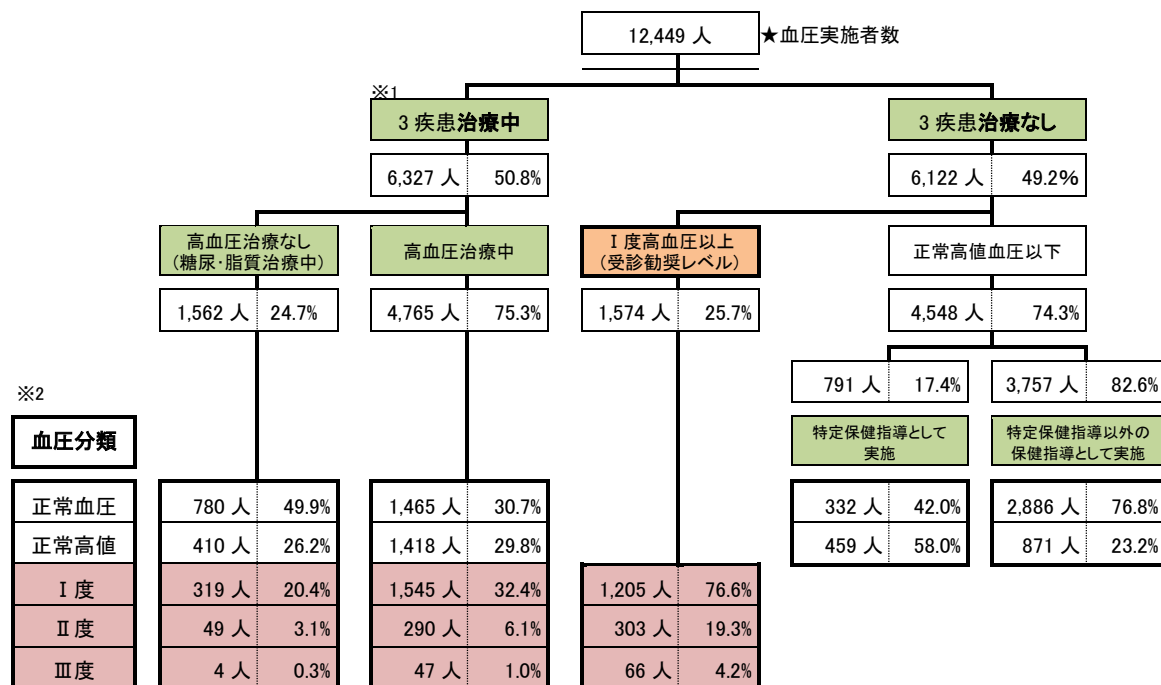 12,449 人 ★血圧実施者数
※1
3 疾患治療中 3 疾患治療なし
6,327 人 50.8% 6,122 人 49.2%
高血圧治療なし
(糖尿・脂質治療中)
高血圧治療中
Ⅰ度高血圧以上
(受診勧奨レベル)
正常高値血圧以下
1,562 人 24.7% 4,765 人 75.3% 1,574 人 25.7% 4,548 人 74.3%
791 人 17.4% 3,757 人 82.6%
※2
血圧分類
特定保健指導として
実施
特定保健指導以外の
保健指導として実施
正常血圧 780 人 49.9% 1,465 人 30.7% 332 人 42.0% 2,886 人 76.8%
正常高値 410 人 26.2% 1,418 人 29.8% 459 人 58.0% 871 人 23.2%
Ⅰ度 319 人 20.4% 1,545 人 32.4% 1,205 人 76.6%
Ⅱ度 49 人 3.1% 290 人 6.1% 303 人 19.3%
Ⅲ度 4 人 0.3% 47 人 1.0% 66 人 4.2%